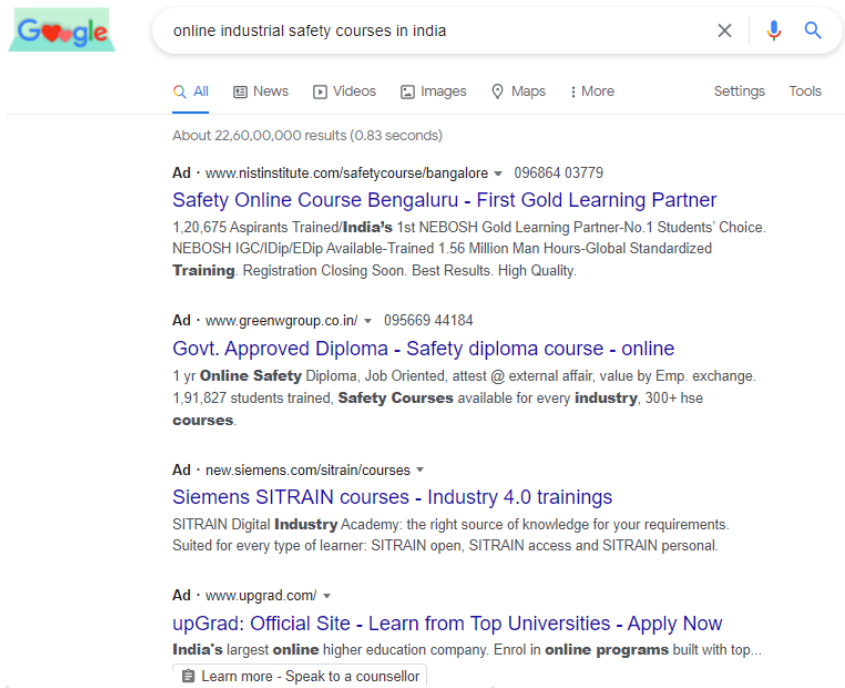 Google
online industrial safety courses in india
All News Videos Images Maps More Settings Tools
About 22,60,00,000 results (0.83 seconds)
Ad · www.nistinstitute.com/safetycourse/bangalore 096864 03779
Safety Online Course Bengaluru - First Gold Learning Partner
1,20,675 Aspirants Trained/India's 1st NEBOSH Gold Learning Partner-No.1 Students' Choice.
NEBOSH IGC/IDip/EDip Available-Trained 1.56 Million Man Hours-Global Standardized
Training. Registration Closing Soon. Best Results. High Quality.
Ad · www.greenwgroup.co.in/ 095669 44184
Govt. Approved Diploma - Safety diploma course - online
1 yr Online Safety Diploma, Job Oriented, attest @ external affair, value by Emp. exchange.
1,91,827 students trained, Safety Courses available for every industry, 300+ hse
courses.
Ad · new.siemens.com/sitrain/courses
Siemens SITRAIN courses - Industry 4.0 trainings
SITRAIN Digital Industry Academy: the right source of knowledge for your requirements.
Suited for every type of learner: SITRAIN open, SITRAIN access and SITRAIN personal.
Ad · www.upgrad.com/
upGrad: Official Site - Learn from Top Universities - Apply Now
India's largest online higher education company. Enrol in online programs built with top...
Learn more - Speak to a counsellor